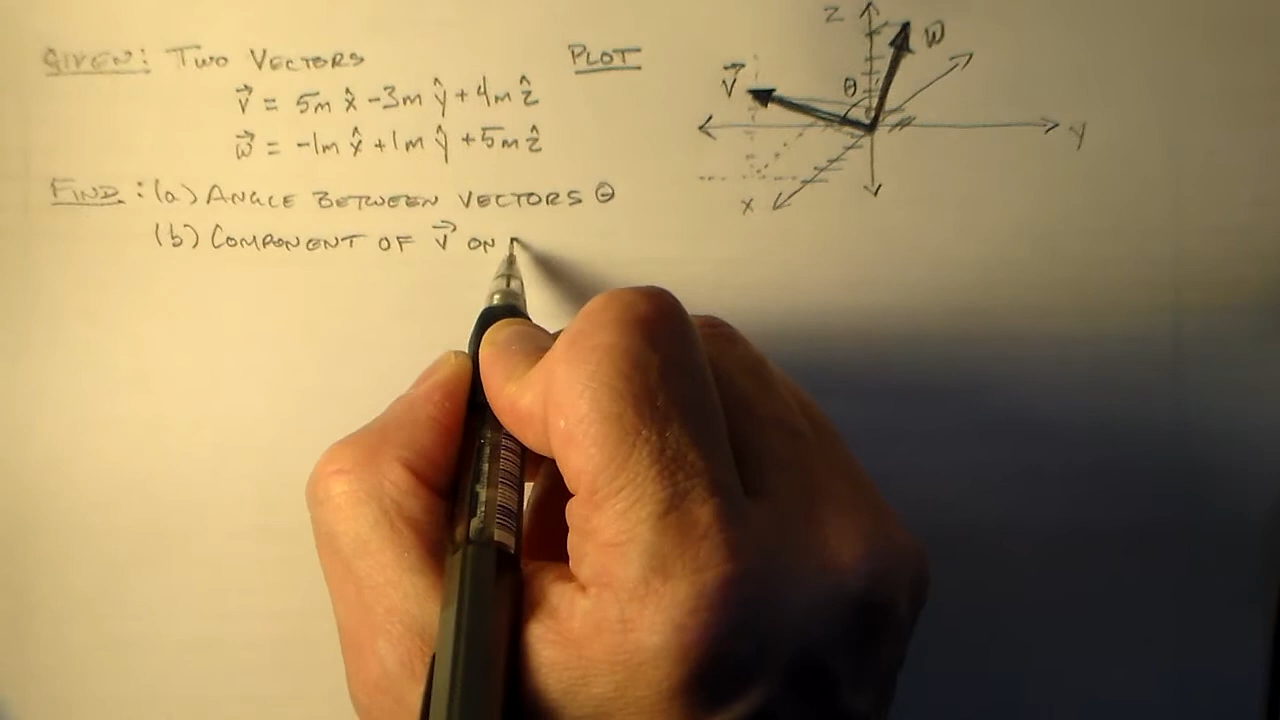 GIVEN: TWO VECTORS
v⃗ = 5m x̂ -3m ŷ + 4m ẑ
w⃗ = -1m x̂ + 1m ŷ + 5m ẑ
FIND: (a) ANGLE BETWEEN VECTORS θ
(b) COMPONENT OF v⃗ ON
PLOT
z
w
v⃗
θ
y
x